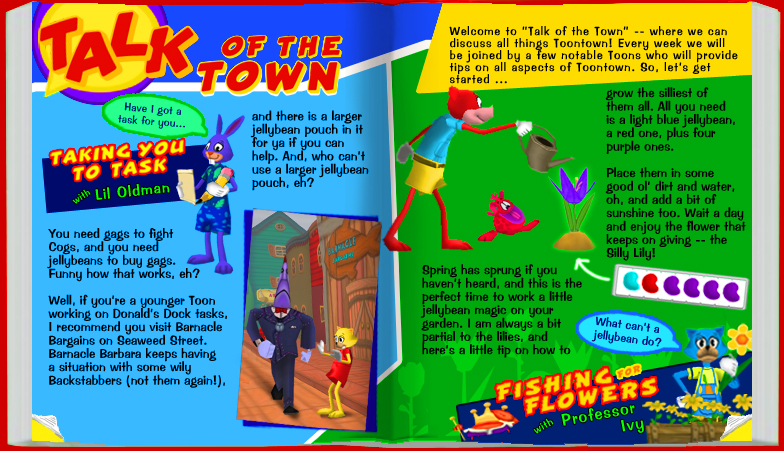 TALK OF THE
TOWN
Have I got a
task for you...
TAKING YOU
TO TASK
with Lil Oldman
You need gags to fight
Cogs, and you need
jellybeans to buy gags.
Funny how that works, eh?
Well, if you're a younger Toon
working on Donald's Dock tasks,
I recommend you visit Barnacle
Bargains on Seaweed Street.
Barnacle Barbara keeps having
a situation with some wily
Backstabbers (not them again!),
and there is a larger
jellybean pouch in it
for ya if you can
help. And, who can't
use a larger jellybean
pouch, eh?
BARNACLE
Welcome to "Talk of the Town" -- where we can
discuss all things Toontown! Every week we will
be joined by a few notable Toons who will provide
tips on all aspects of Toontown. So, let's get
started ...
Spring has sprung if you
haven't heard, and this is the
perfect time to work a little
jellybean magic on your
garden. I am always a bit
partial to the lilies, and
here's a little tip on how to
grow the silliest of
them all. All you need
is a light blue jellybean,
a red one, plus four
purple ones.
Place them in some
good ol' dirt and water,
oh, and add a bit of
sunshine too. Wait a day
and enjoy the flower that
keeps on giving -- the
Silly Lily!
What can't a
jellybean do?
FISHING FOR
FLOWERS
with Professor
Ivy